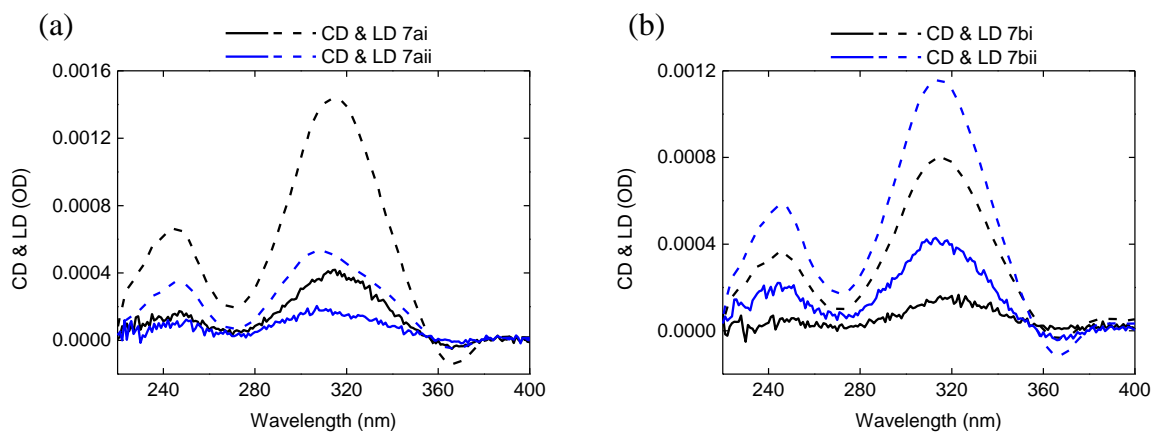 (a)
CD & LD 7ai
CD & LD 7aii
0.0016
0.0012
0.0008
0.0004
0.0000
CD & LD (OD)
240 280 320 360 400
Wavelength (nm)
(b)
CD & LD 7bi
CD & LD 7bii
0.0012
0.0008
0.0004
0.0000
CD & LD (OD)
240 280 320 360 400
Wavelength (nm)